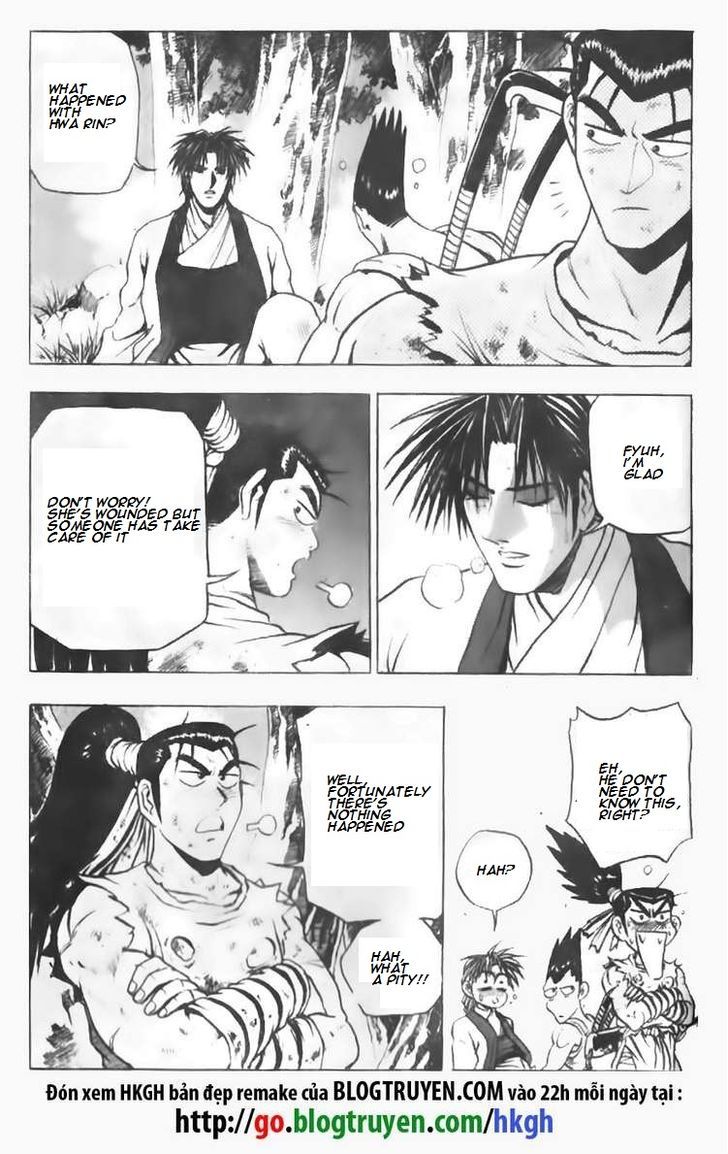 WHAT
HAPPENED
WITH
HWA RIN?
FYUH,
I'M
GLAD
DON'T WORRY!
SHE'S WOUNDED BUT
SOMEONE HAS TAKE
CARE OF IT
WELL,
FORTUNATELY
THERE'S
NOTHING
HAPPENED
HAH,
WHAT
A PITY!!
EH,
HE DON'T
NEED TO
KNOW THIS,
RIGHT?
HAH?
Đón xem HKGH bản đẹp remake của BLOGTRUYEN.COM vào 22h mỗi ngày tại :
http://go.blogtruyen.com/hkgh